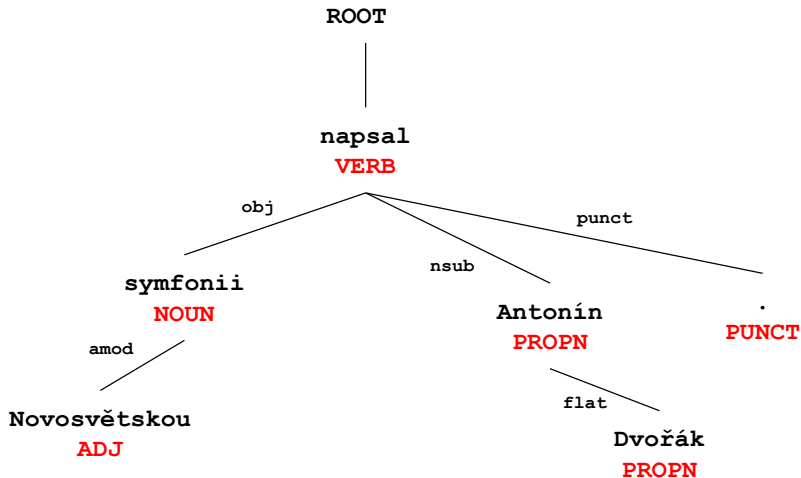 ROOT
napsal
VERB
obj
nsub
punct
symfonii
NOUN
Antonín
PROPN
.
PUNCT
amod
flat
Novosvětskou
ADJ
Dvořák
PROPN